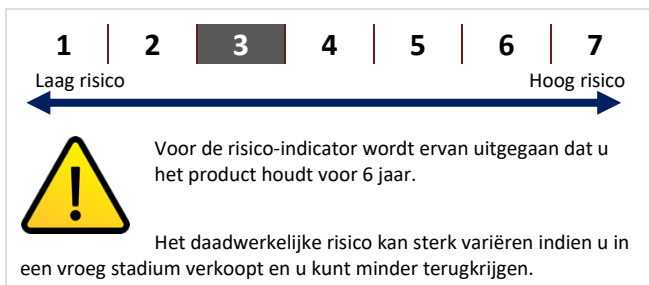 1 2 3 4 5 6 7
Laag risico Hoog risico
Voor de risico-indicator wordt ervan uitgegaan dat u
het product houdt voor 6 jaar.
Het daadwerkelijke risico kan sterk variëren indien u in
een vroeg stadium verkoopt en u kunt minder terugkrijgen.